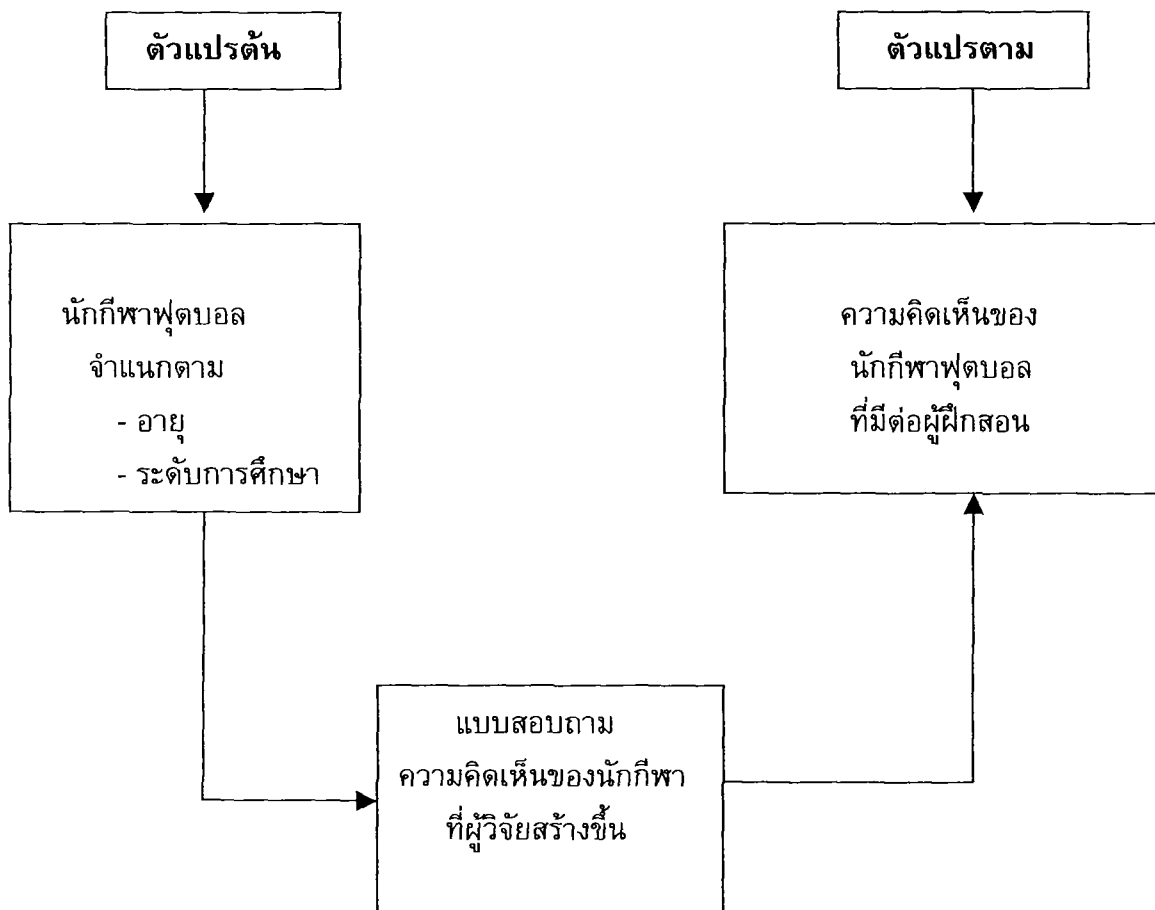 ตัวแปรต้น
ตัวแปรตาม
นักกีฬาฟุตบอล
จำแนกตาม
- อายุ
- ระดับการศึกษา
ความคิดเห็นของ
นักกีฬาฟุตบอล
ที่มีต่อผู้ฝึกสอน
แบบสอบถาม
ความคิดเห็นของนักกีฬา
ที่ผู้วิจัยสร้างขึ้น